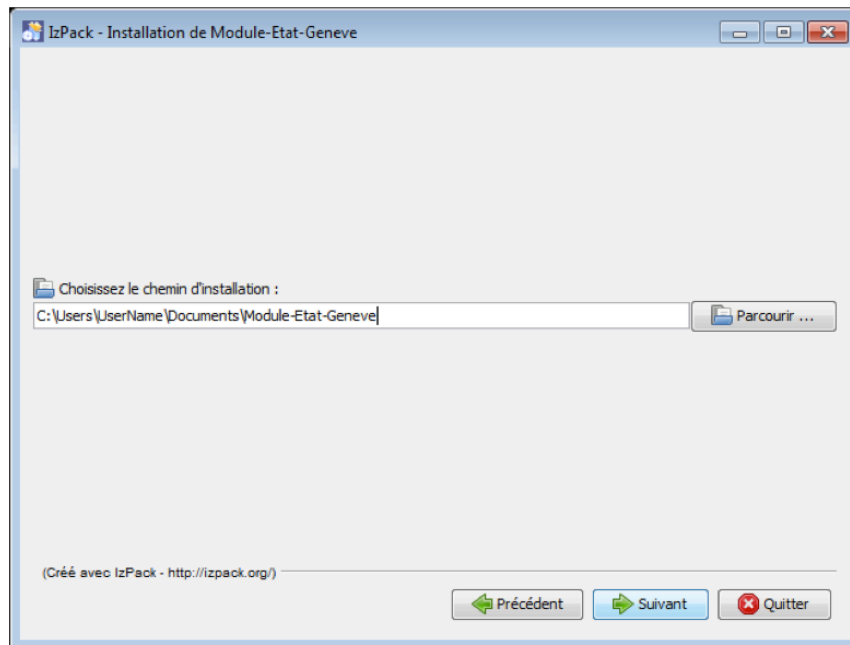 IzPack - Installation de Module-Etat-Geneve
Choisissez le chemin d'installation :
C:\Users\UserName\Documents\Module-Etat-Geneve
Parcourir ...
(Créé avec IzPack - http://izpack.org/)
Précédent
Suivant
Quitter